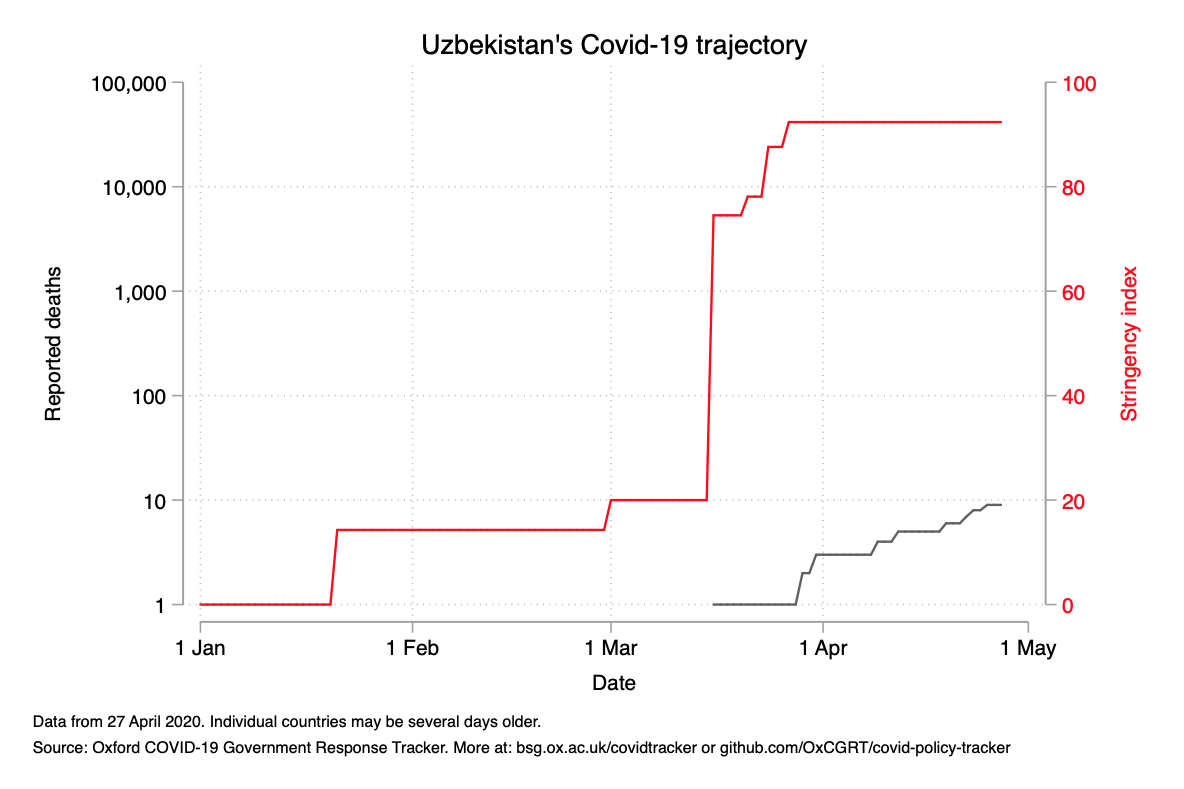 Uzbekistan's Covid-19 trajectory
100,000
10,000
1,000
100
10
1
Reported deaths
100
80
60
40
20
0
Stringency index
1 Jan
1 Feb
1 Mar
1 Apr
1 May
Date
Data from 27 April 2020. Individual countries may be several days older.
Source: Oxford COVID-19 Government Response Tracker. More at: bsg.ox.ac.uk/covidtracker or github.com/OxCGRT/covid-policy-tracker